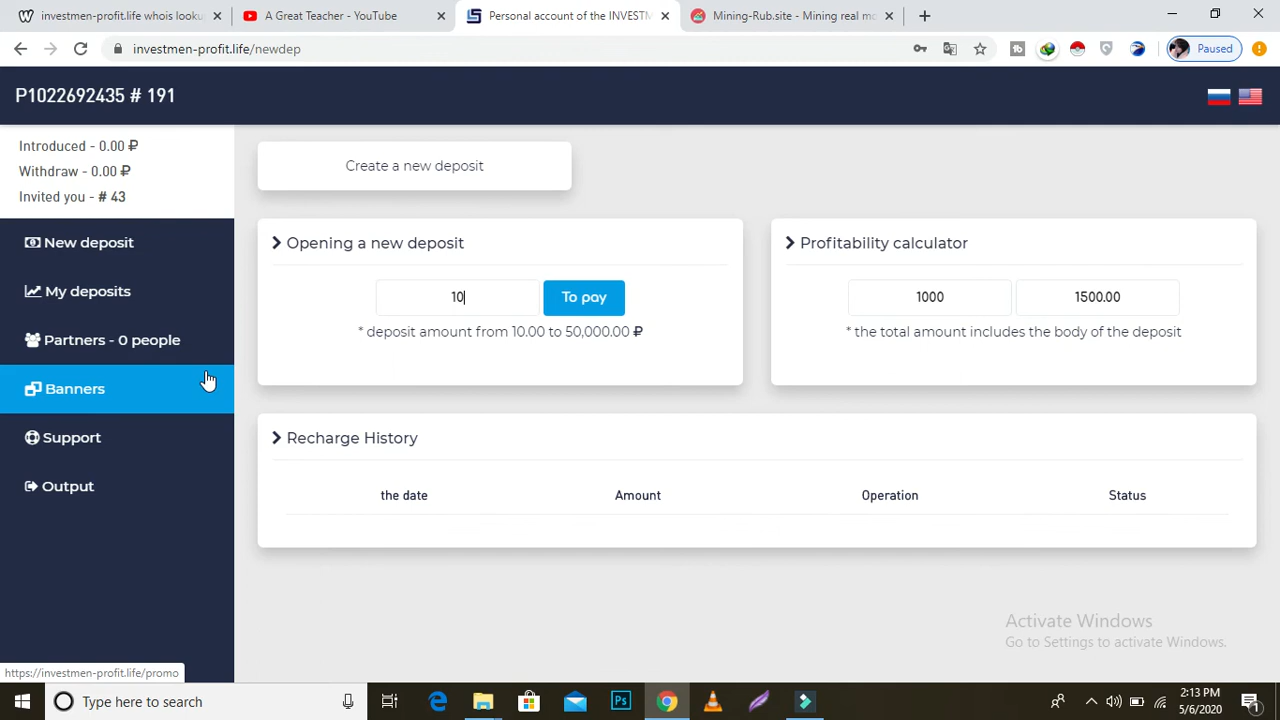 investmen-profit.life whois looku
A Great Teacher - YouTube
Personal account of the INVESTM
Mining-Rub.site - Mining real mo
investmen-profit.life/newdep
Paused
P1022692435 # 191
Introduced - 0.00 ₽
Withdraw - 0.00 ₽
Invited you - # 43
New deposit
My deposits
Partners - 0 people
Banners
Support
Output
Create a new deposit
Opening a new deposit
10
To pay
* deposit amount from 10.00 to 50,000.00 ₽
Profitability calculator
1000
1500.00
* the total amount includes the body of the deposit
Recharge History
the date Amount Operation Status
Activate Windows
Go to Settings to activate Windows.
https://investmen-profit.life/promo
Type here to search
2:13 PM
5/6/2020